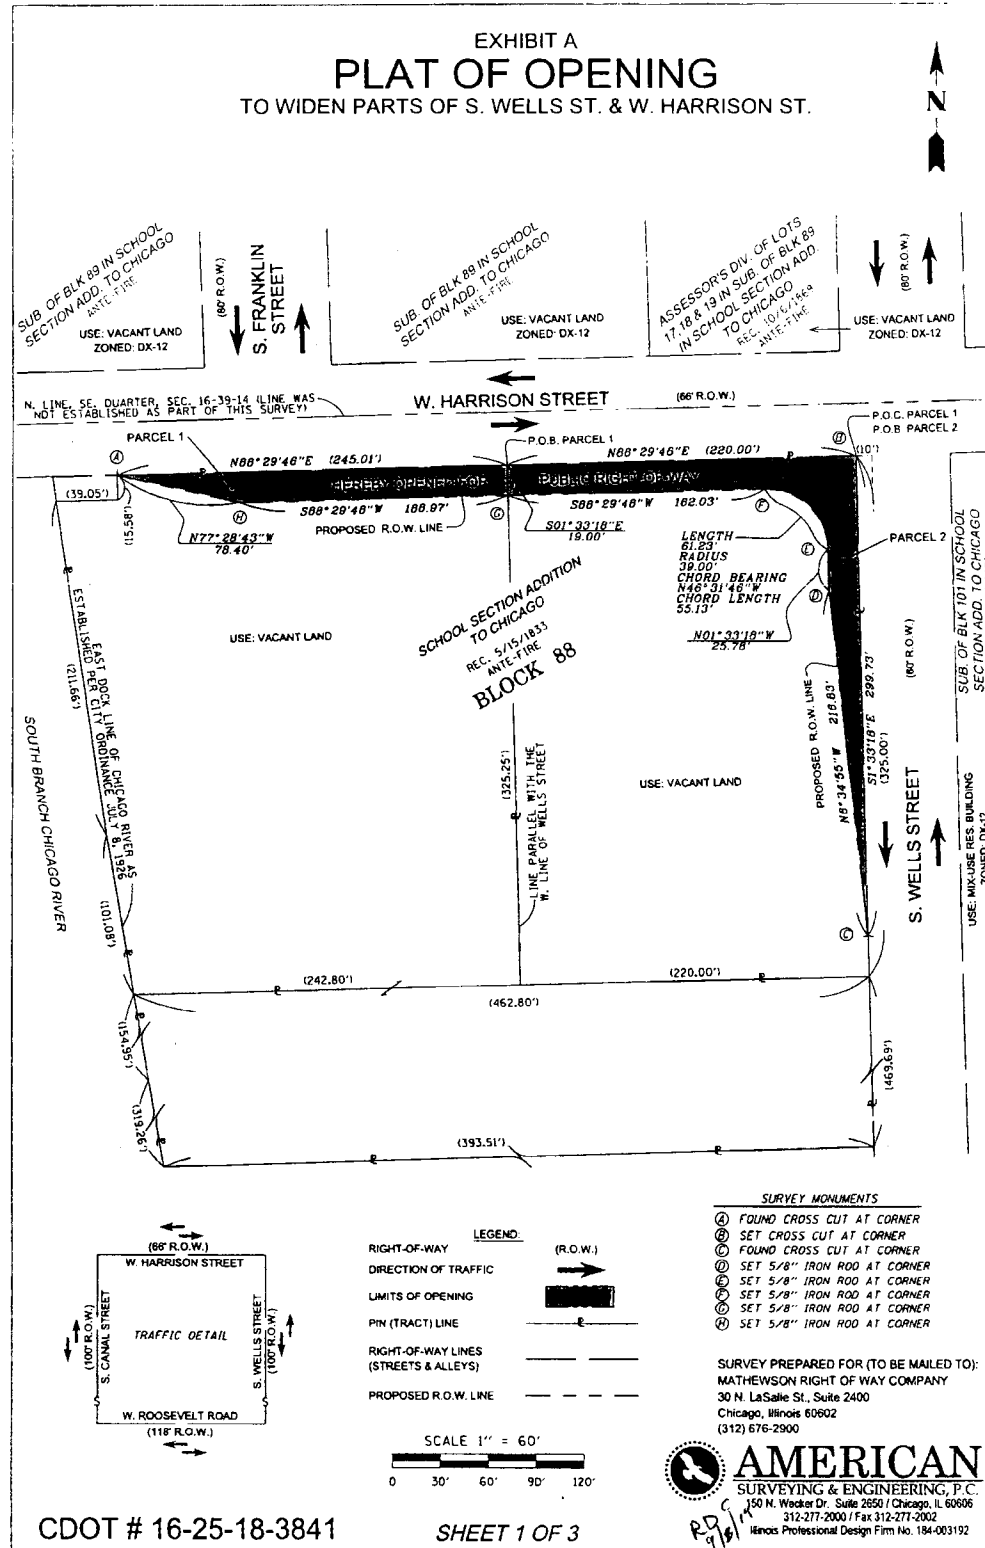 EXHIBIT A
PLAT OF OPENING
TO WIDEN PARTS OF S. WELLS ST. & W. HARRISON ST.
N
SUB. OF BLK 89 IN SCHOOL
SECTION ADD. TO CHICAGO
ANTE-FIRE
USE: VACANT LAND
ZONED: DX-12
(80' R.O.W.)
S. FRANKLIN
STREET
SUB. OF BLK 89 IN SCHOOL
SECTION ADD. TO CHICAGO
ANTE-FIRE
USE: VACANT LAND
ZONED: DX-12
ASSESSOR'S DIV. OF LOTS
17,18 & 19 IN SUB. OF BLK 89
IN SCHOOL SECTION ADD.
TO CHICAGO
REC. 10/5/1869
ANTE-FIRE
(80' R.O.W.)
USE: VACANT LAND
ZONED: DX-12
N. LINE, SE. QUARTER, SEC. 16-39-14 (LINE WAS
NOT ESTABLISHED AS PART OF THIS SURVEY)
W. HARRISON STREET
(66' R.O.W.)
PARCEL 1
A
N88°29'46"E (245.01')
P.O.B. PARCEL 1
N88°29'46"E (220.00')
B
P.O.C. PARCEL 1
P.O.B PARCEL 2
(10')
(39.05')
(15.58')
HEREBY OPENED FOR PUBLIC RIGHT OF WAY
H
S88°29'46"W 168.97'
G
S88°29'46"W 162.03'
F
PROPOSED R.O.W. LINE
N77°28'43"W
78.40'
S01°33'18"E
19.00'
LENGTH
61.23'
RADIUS
39.00'
CHORD BEARING
N46°31'46"W
CHORD LENGTH
55.13'
E
D
PARCEL 2
N01°33'18"W
25.78'
USE: VACANT LAND
SCHOOL SECTION ADDITION
TO CHICAGO
REC. 5/15/1833
ANTE-FIRE
BLOCK 88
SOUTH BRANCH CHICAGO RIVER
(211.66')
EAST DOCK LINE OF CHICAGO RIVER AS
ESTABLISHED PER CITY ORDINANCE JULY 8, 1926
(101.08')
(325.25')
LINE PARALLEL WITH THE
W. LINE OF WELLS STREET
USE: VACANT LAND
PROPOSED R.O.W. LINE
N8°34'55"W 216.83'
S1°33'18"E 299.73'
(325.00')
(60' R.O.W.)
S. WELLS STREET
SUB. OF BLK 101 IN SCHOOL
SECTION ADD. TO CHICAGO
USE: MIX-USE RES. BUILDING
ZONED: DX-12
C
(242.80')
(220.00')
(462.80')
(154.95')
(319.26')
(469.69')
(393.51')
(66' R.O.W.)
W. HARRISON STREET
(100' R.O.W.)
S. CANAL STREET
TRAFFIC DETAIL
S. WELLS STREET
(100' R.O.W.)
W. ROOSEVELT ROAD
(118' R.O.W.)
LEGEND:
RIGHT-OF-WAY (R.O.W.)
DIRECTION OF TRAFFIC
LIMITS OF OPENING
PIN (TRACT) LINE
RIGHT-OF-WAY LINES
(STREETS & ALLEYS)
PROPOSED R.O.W. LINE
SCALE 1" = 60'
0 30' 60' 90' 120'
SURVEY MONUMENTS
A FOUND CROSS CUT AT CORNER
B SET CROSS CUT AT CORNER
C FOUND CROSS CUT AT CORNER
D SET 5/8" IRON ROD AT CORNER
E SET 5/8" IRON ROD AT CORNER
F SET 5/8" IRON ROD AT CORNER
G SET 5/8" IRON ROD AT CORNER
H SET 5/8" IRON ROD AT CORNER
SURVEY PREPARED FOR (TO BE MAILED TO):
MATHEWSON RIGHT OF WAY COMPANY
30 N. LaSalle St., Suite 2400
Chicago, Illinois 60602
(312) 676-2900
AMERICAN
SURVEYING & ENGINEERING, P.C.
150 N. Wacker Dr. Suite 2650 / Chicago, IL 60606
312-277-2000 / Fax 312-277-2002
Illinois Professional Design Firm No. 184-003192
CDOT # 16-25-18-3841
SHEET 1 OF 3